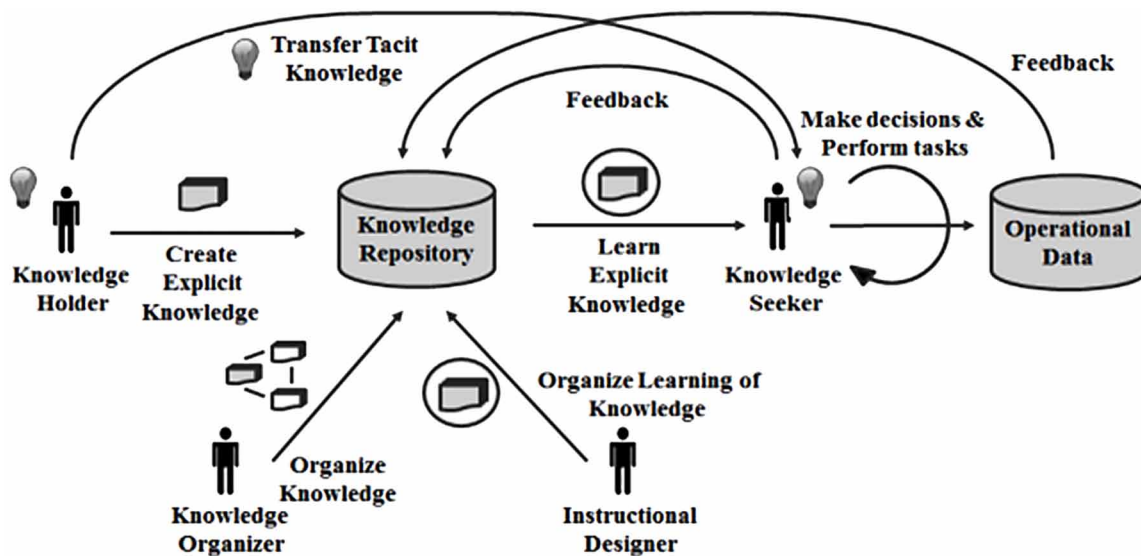 Transfer Tacit
Knowledge
Feedback
Feedback
Make decisions &
Perform tasks
Knowledge
Holder
Create
Explicit
Knowledge
Knowledge
Repository
Learn
Explicit
Knowledge
Knowledge
Seeker
Operational
Data
Organize Learning of
Knowledge
Organize
Knowledge
Knowledge
Organizer
Instructional
Designer